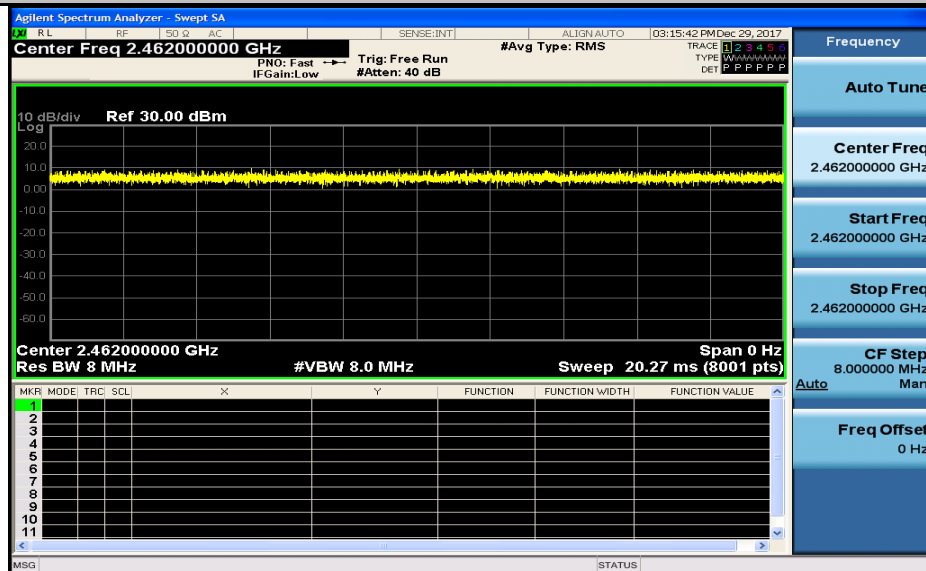 Agilent Spectrum Analyzer - Swept SA
LXI RL RF 50 Ω AC SENSE:INT ALIGN AUTO 03:15:42 PM Dec 29, 2017
Center Freq 2.462000000 GHz #Avg Type: RMS TRACE 1 2 3 4 5 6
PNO: Fast Trig: Free Run TYPE
IFGain:Low #Atten: 40 dB DET P P P P P P
10 dB/div Ref 30.00 dBm
Log
20.0
10.0
0.00
-10.0
-20.0
-30.0
-40.0
-50.0
-60.0
Center 2.462000000 GHz Span 0 Hz
Res BW 8 MHz #VBW 8.0 MHz Sweep 20.27 ms (8001 pts)
MKR MODE TRC SCL X Y FUNCTION FUNCTION WIDTH FUNCTION VALUE
1
2
3
4
5
6
7
8
9
10
11
MSG STATUS
Frequency
Auto Tune
Center Freq
2.462000000 GHz
Start Freq
2.462000000 GHz
Stop Freq
2.462000000 GHz
CF Step
8.000000 MHz
Auto Man
Freq Offset
0 Hz